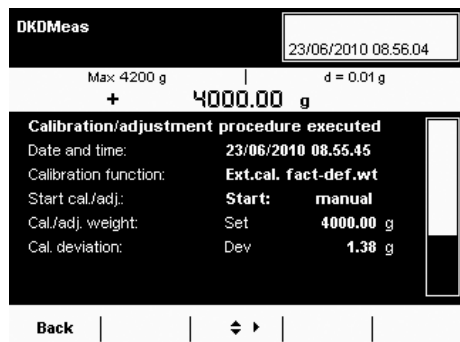 DKDMeas
23/06/2010 08.56.04
Max 4200 g d = 0.01 g
+ 4000.00 g
Calibration/adjustment procedure executed
Date and time: 23/06/2010 08.55.45
Calibration function: Ext.cal. fact-def.wt
Start cal./adj.: Start: manual
Cal./adj. weight: Set 4000.00 g
Cal. deviation: Dev 1.38 g
Back